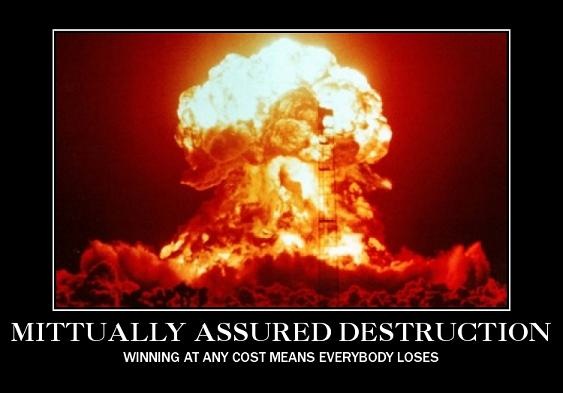 MITTUALLY ASSURED DESTRUCTION
WINNING AT ANY COST MEANS EVERYBODY LOSES